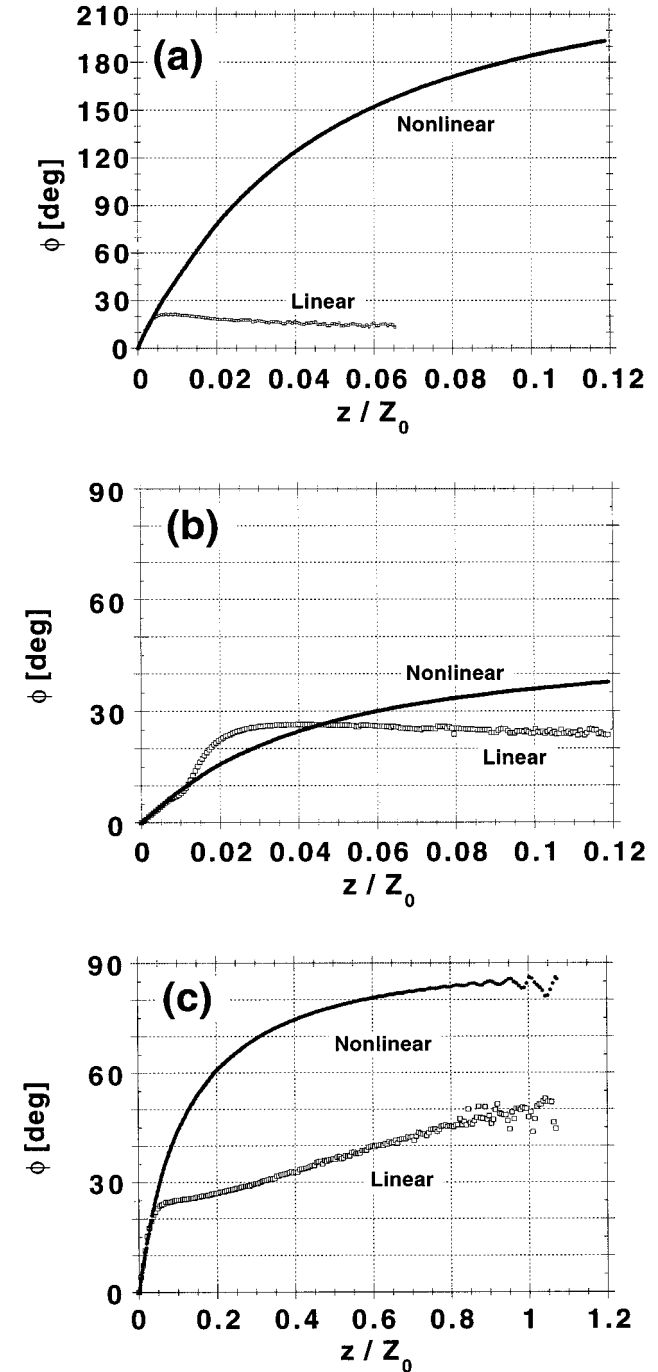 (a)
210
180
150
120
90
60
30
0
ϕ [deg]
Nonlinear
Linear
0 0.02 0.04 0.06 0.08 0.1 0.12
z / Z₀
(b)
90
60
30
0
ϕ [deg]
Nonlinear
Linear
0 0.02 0.04 0.06 0.08 0.1 0.12
z / Z₀
(c)
90
60
30
0
ϕ [deg]
Nonlinear
Linear
0 0.2 0.4 0.6 0.8 1 1.2
z / Z₀